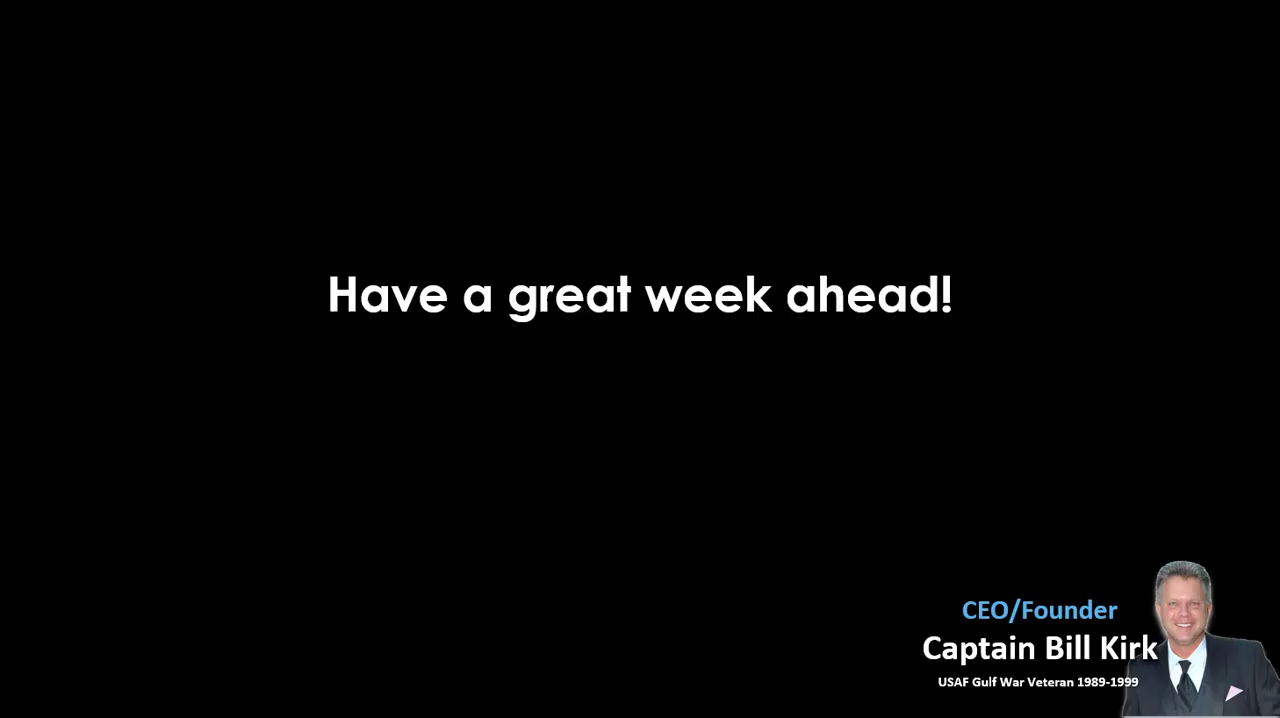 Have a great week ahead!
CEO/Founder
Captain Bill Kirk
USAF Gulf War Veteran 1989-1999